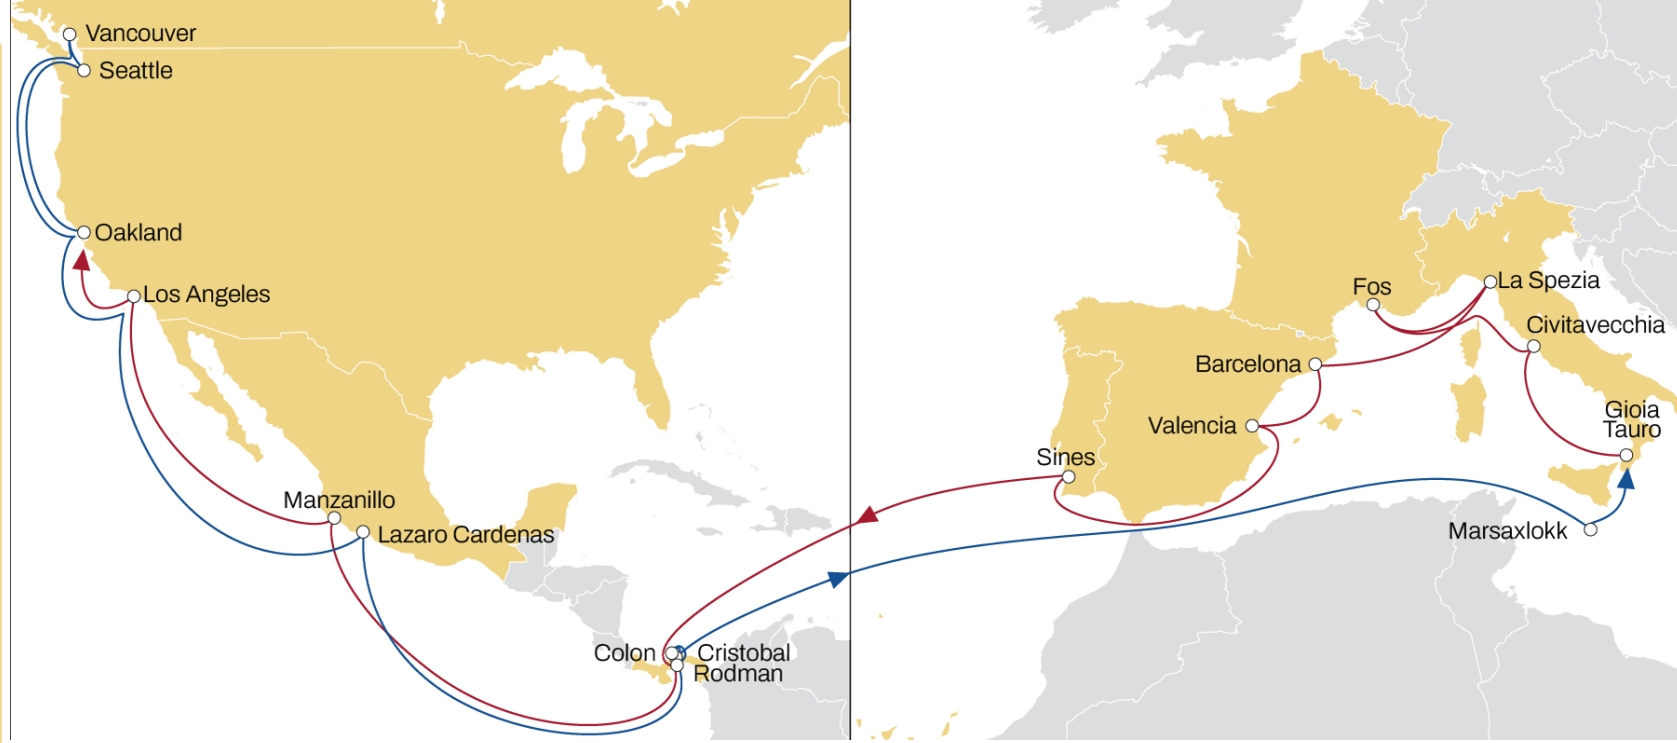 Vancouver
Seattle
Oakland
Los Angeles
Manzanillo
Lazaro Cardenas
Colon
Cristobal
Rodman
Fos
La Spezia
Civitavecchia
Barcelona
Gioia
Tauro
Valencia
Sines
Marsaxlokk